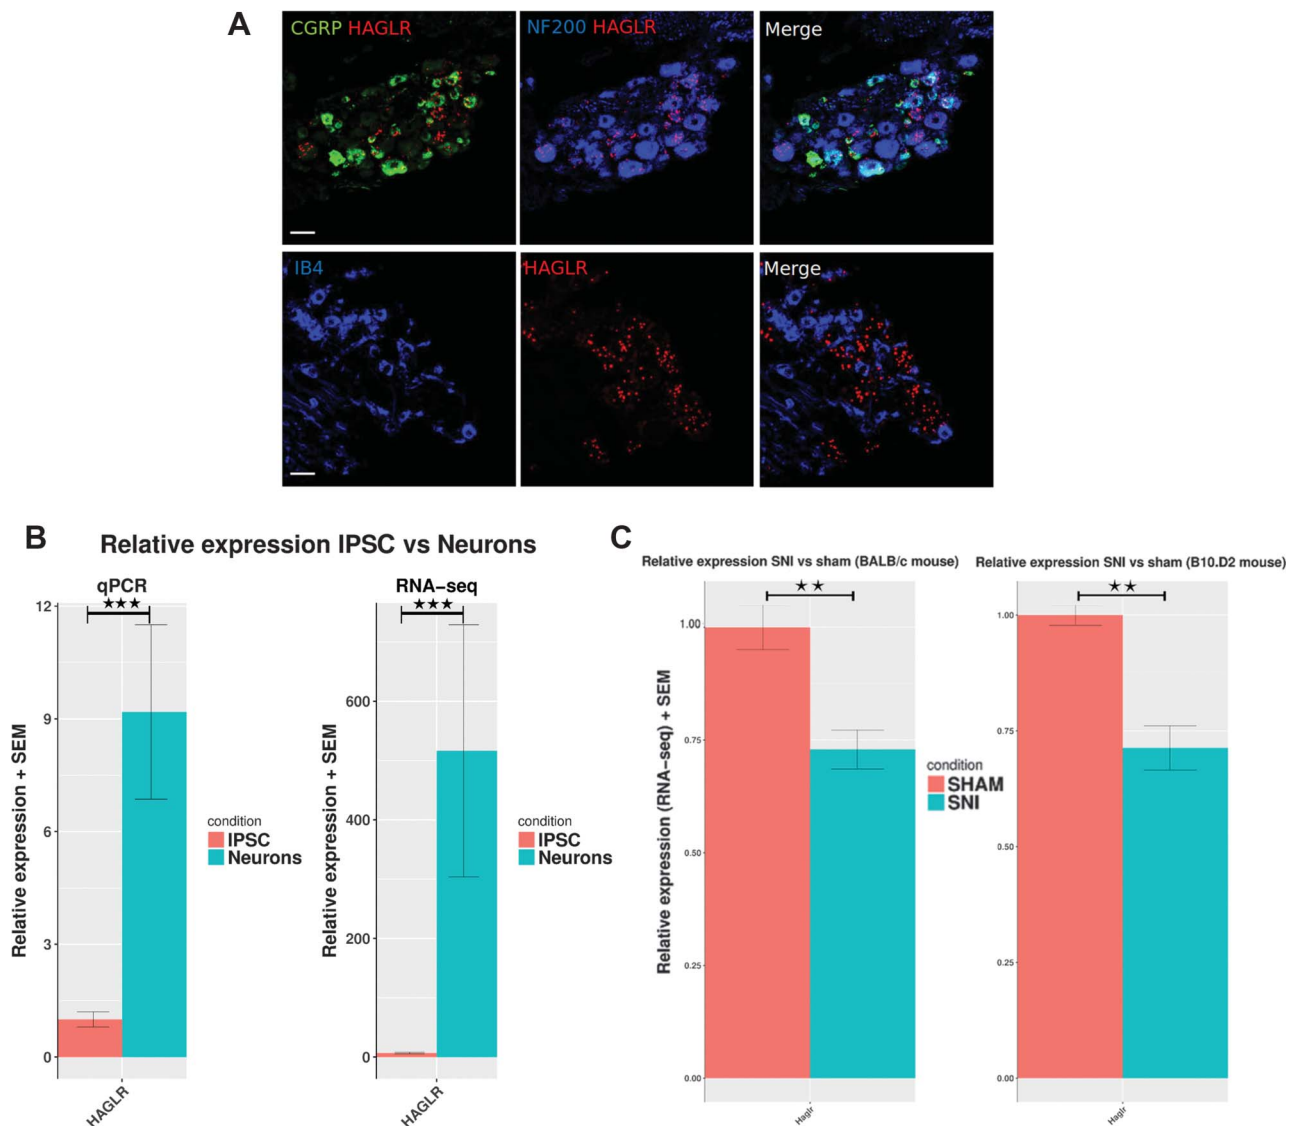 A
CGRP HAGLR
NF200 HAGLR
Merge
IB4
HAGLR
Merge
B
Relative expression IPSC vs Neurons
qPCR
★★★
12
9
6
3
0
Relative expression + SEM
HAGLR
condition
IPSC
Neurons
RNA−seq
★★★
600
400
200
0
Relative expression + SEM
HAGLR
condition
IPSC
Neurons
C
Relative expression SNI vs sham (BALB/c mouse)
★★
1.00
0.75
0.50
0.25
0.00
Relative expression (RNA−seq) + SEM
Haglr
condition
SHAM
SNI
Relative expression SNI vs sham (B10.D2 mouse)
★★
1.00
0.75
0.50
0.25
0.00
Haglr